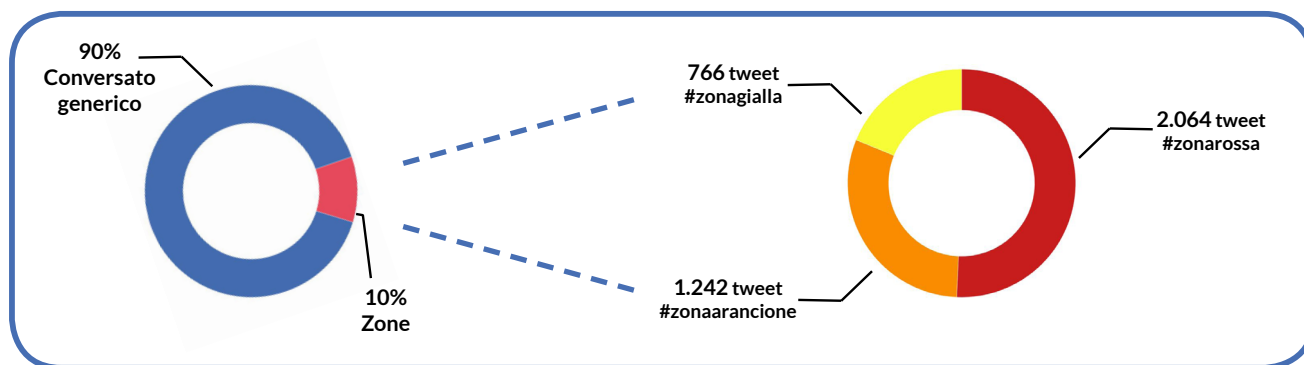 90%
Conversato
generico
10%
Zone
766 tweet
#zonagialla
2.064 tweet
#zonarossa
1.242 tweet
#zonaarancione